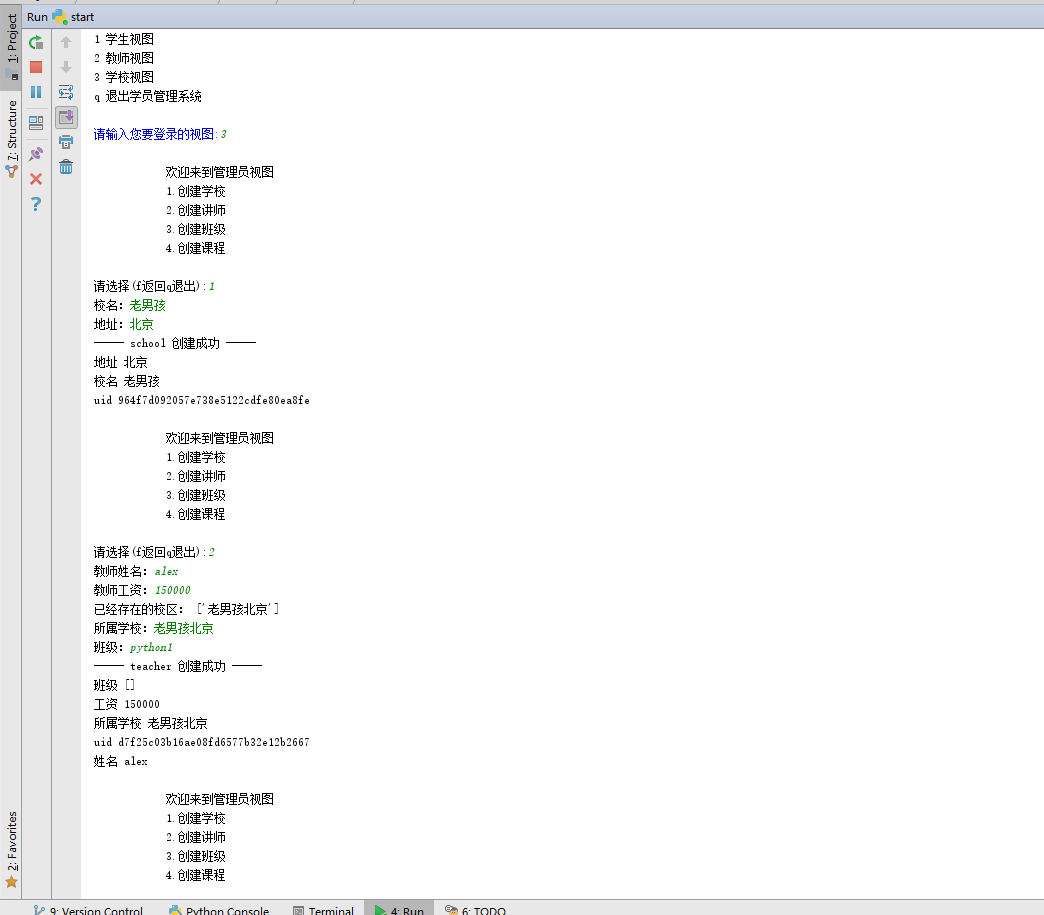 Run start
1: Project
7: Structure
2: Favorites
1 学生视图
2 教师视图
3 学校视图
q 退出学员管理系统
请输入您要登录的视图:3
欢迎来到管理员视图
1.创建学校
2.创建讲师
3.创建班级
4.创建课程
请选择(f返回q退出):1
校名：老男孩
地址：北京
----- school 创建成功 -----
地址 北京
校名 老男孩
uid 964f7d092057e738e5122cdfe80ea8fe
欢迎来到管理员视图
1.创建学校
2.创建讲师
3.创建班级
4.创建课程
请选择(f返回q退出):2
教师姓名：alex
教师工资：150000
已经存在的校区： ['老男孩北京']
所属学校：老男孩北京
班级：python1
----- teacher 创建成功 -----
班级 []
工资 150000
所属学校 老男孩北京
uid d7f25c03b16ae08fd6577b32e12b2667
姓名 alex
欢迎来到管理员视图
1.创建学校
2.创建讲师
3.创建班级
4.创建课程
9: Version Control Python Console Terminal 4: Run 6: TODO